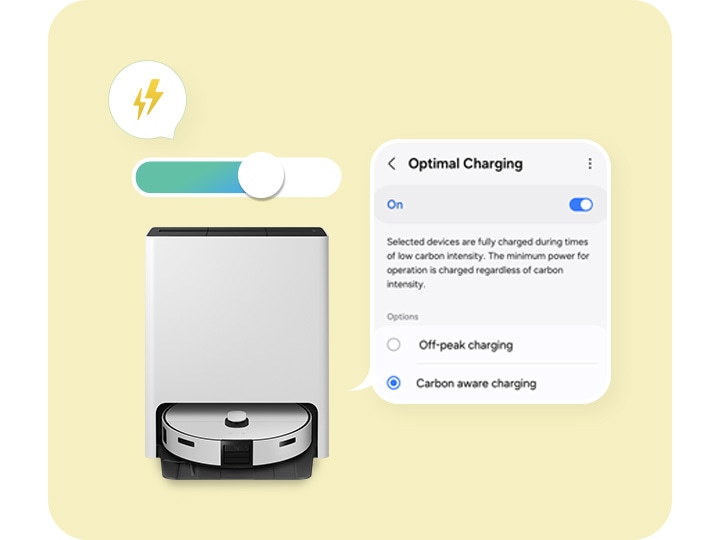 Optimal Charging
On
Selected devices are fully charged during times
of low carbon intensity. The minimum power for
operation is charged regardless of carbon
intensity.
Options
Off-peak charging
Carbon aware charging